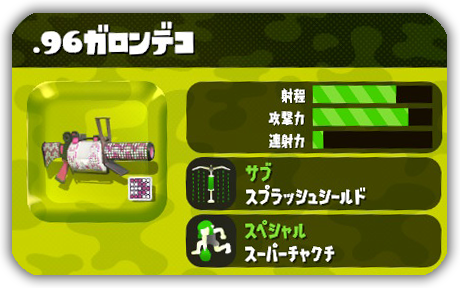 .96ガロンデコ
射程
攻撃力
連射力
サブ
スプラッシュシールド
スペシャル
スーパーチャクチ